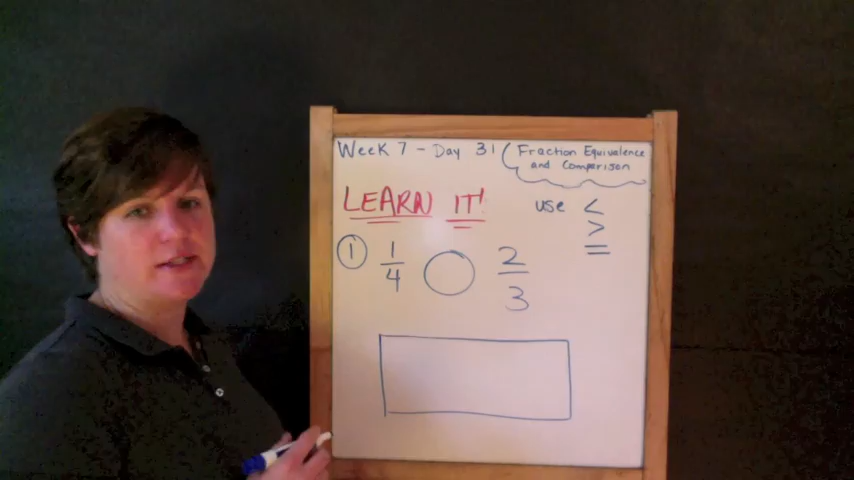 Week 7 - Day 31
Fraction Equivalence
and Comparison
LEARN IT!
use <
>
=
① 1/4 ◯ 2/3